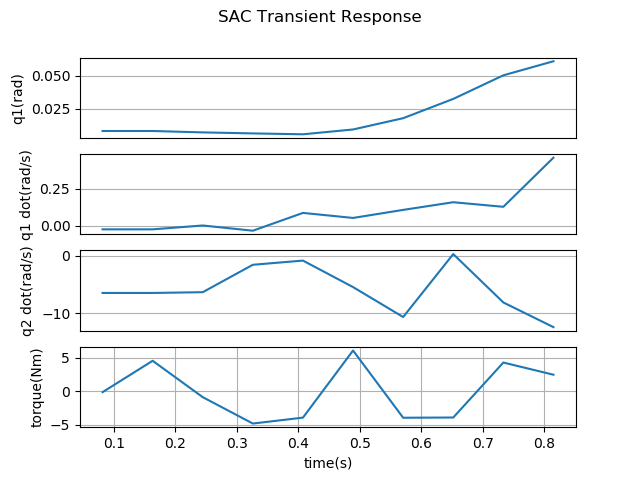 SAC Transient Response
q1(rad)
0.050
0.025
q1 dot(rad/s)
0.25
0.00
q2 dot(rad/s)
0
−10
torque(Nm)
5
0
−5
0.1 0.2 0.3 0.4 0.5 0.6 0.7 0.8
time(s)